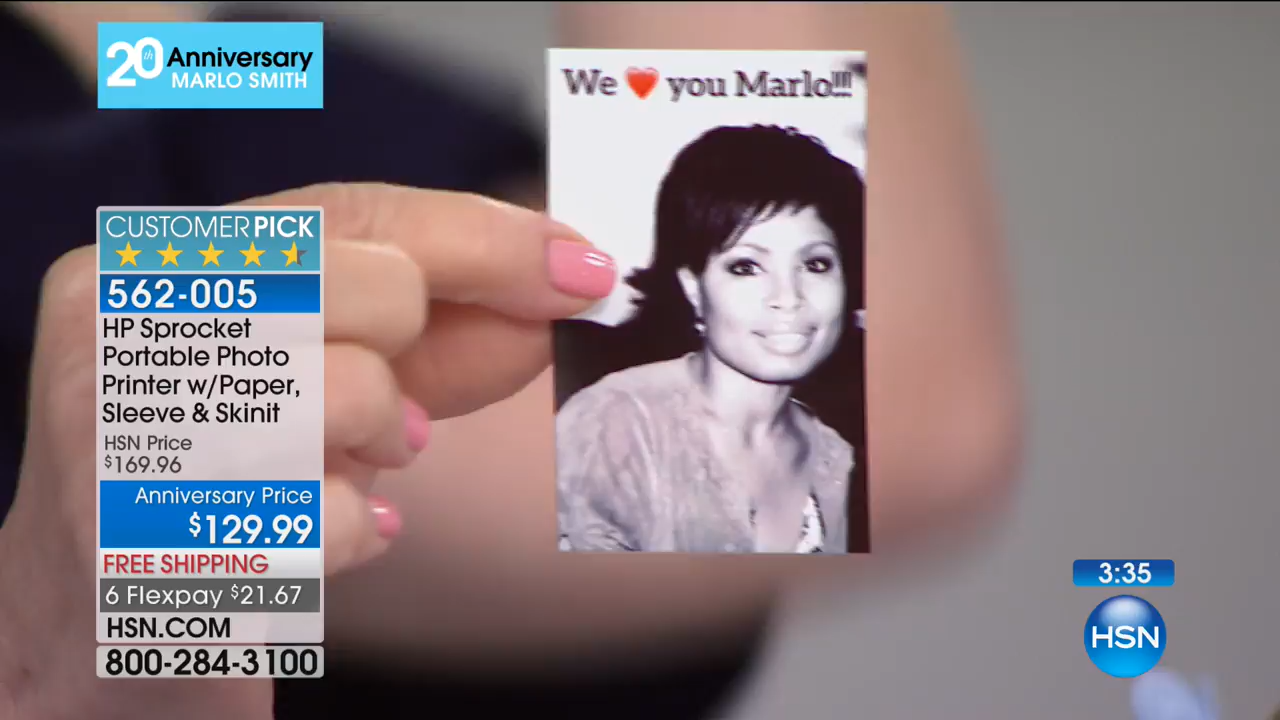 20th Anniversary
MARLO SMITH
We ❤ you Marlo!!!
CUSTOMER PICK
562-005
HP Sprocket
Portable Photo
Printer w/Paper,
Sleeve & Skinit
HSN Price
$169.96
Anniversary Price
$129.99
FREE SHIPPING
6 Flexpay $21.67
HSN.COM
800-284-3100
3:35
HSN